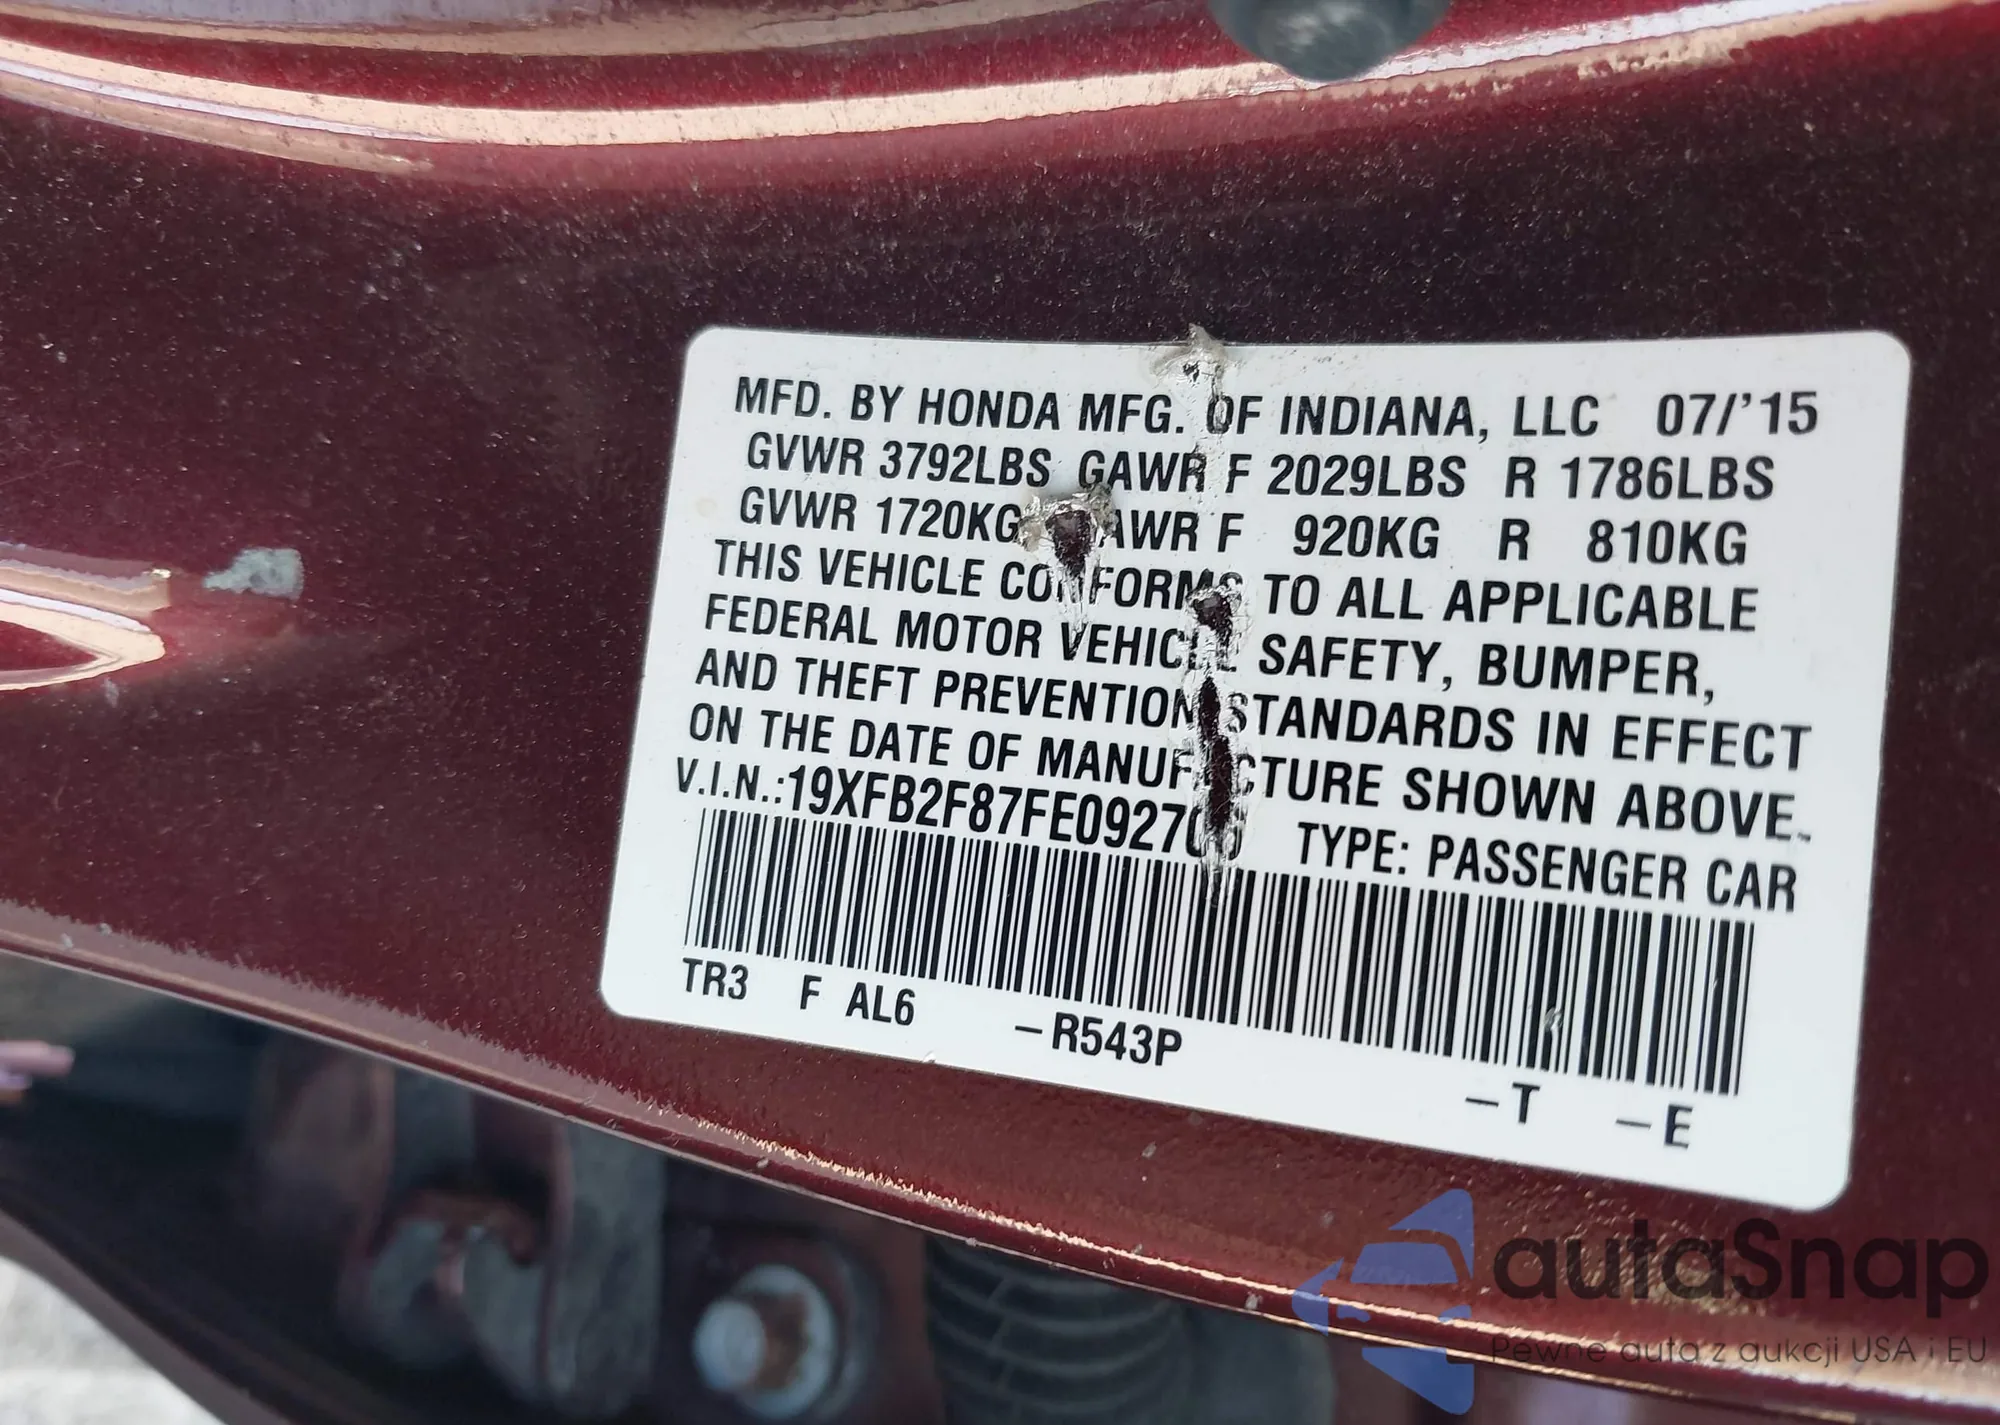 MFD. BY HONDA MFG. OF INDIANA, LLC 07/'15
GVWR 3792LBS GAWR F 2029LBS R 1786LBS
GVWR 1720KG AWR F 920KG R 810KG
THIS VEHICLE CONFORMS TO ALL APPLICABLE
FEDERAL MOTOR VEHICLE SAFETY, BUMPER,
AND THEFT PREVENTION STANDARDS IN EFFECT
ON THE DATE OF MANUFACTURE SHOWN ABOVE.
V.I.N.: TYPE: PASSENGER CAR
TR3 F AL6 –R543P –T –E
autaSnap
Pewne auta z aukcji USA i EU